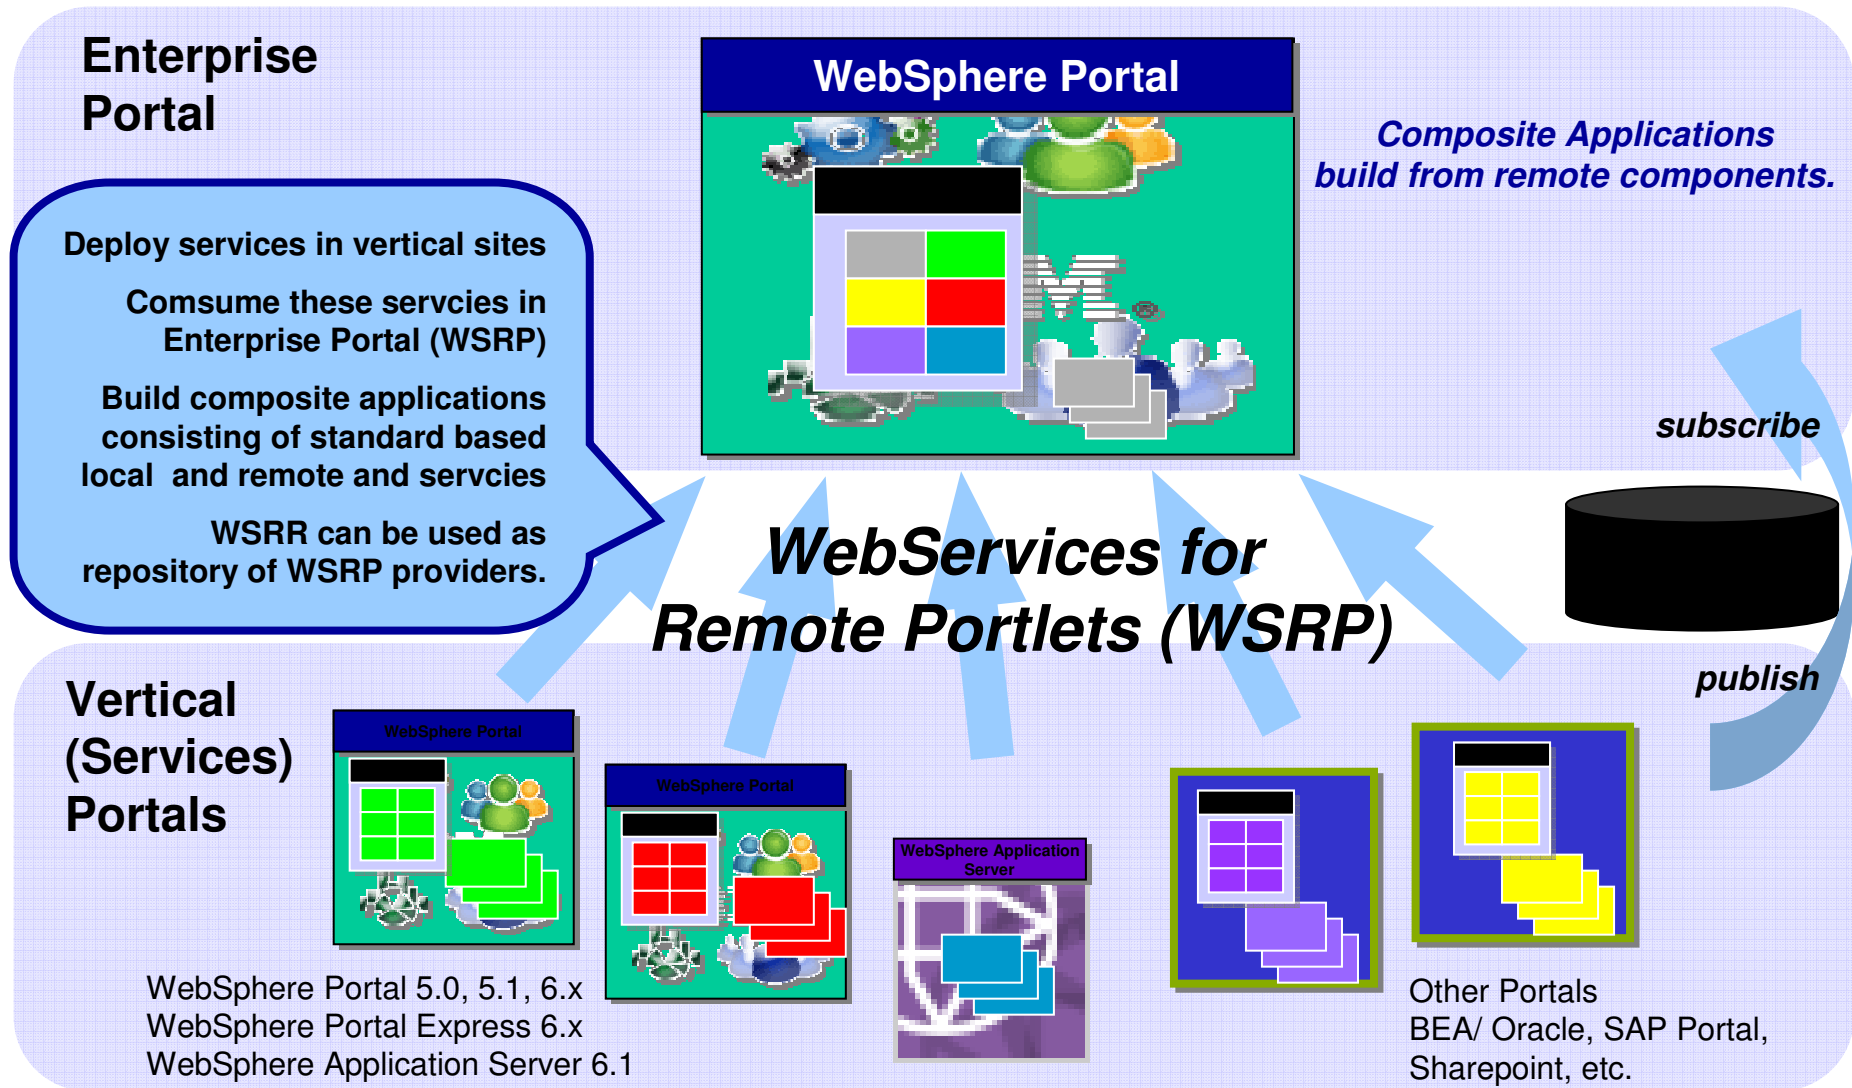 Enterprise
Portal
WebSphere Portal
Composite Applications
build from remote components.
Deploy services in vertical sites
Comsume these servcies in
Enterprise Portal (WSRP)
Build composite applications
consisting of standard based
local  and remote and servcies
WSRR can be used as
repository of WSRP providers.
M
®
subscribe
WebServices for
Remote Portlets (WSRP)
publish
Vertical
(Services)
Portals
WebSphere Portal
WebSphere Portal
WebSphere Application
Server
WebSphere Portal 5.0, 5.1, 6.x
WebSphere Portal Express 6.x
WebSphere Application Server 6.1
Other Portals
BEA/ Oracle, SAP Portal,
Sharepoint, etc.